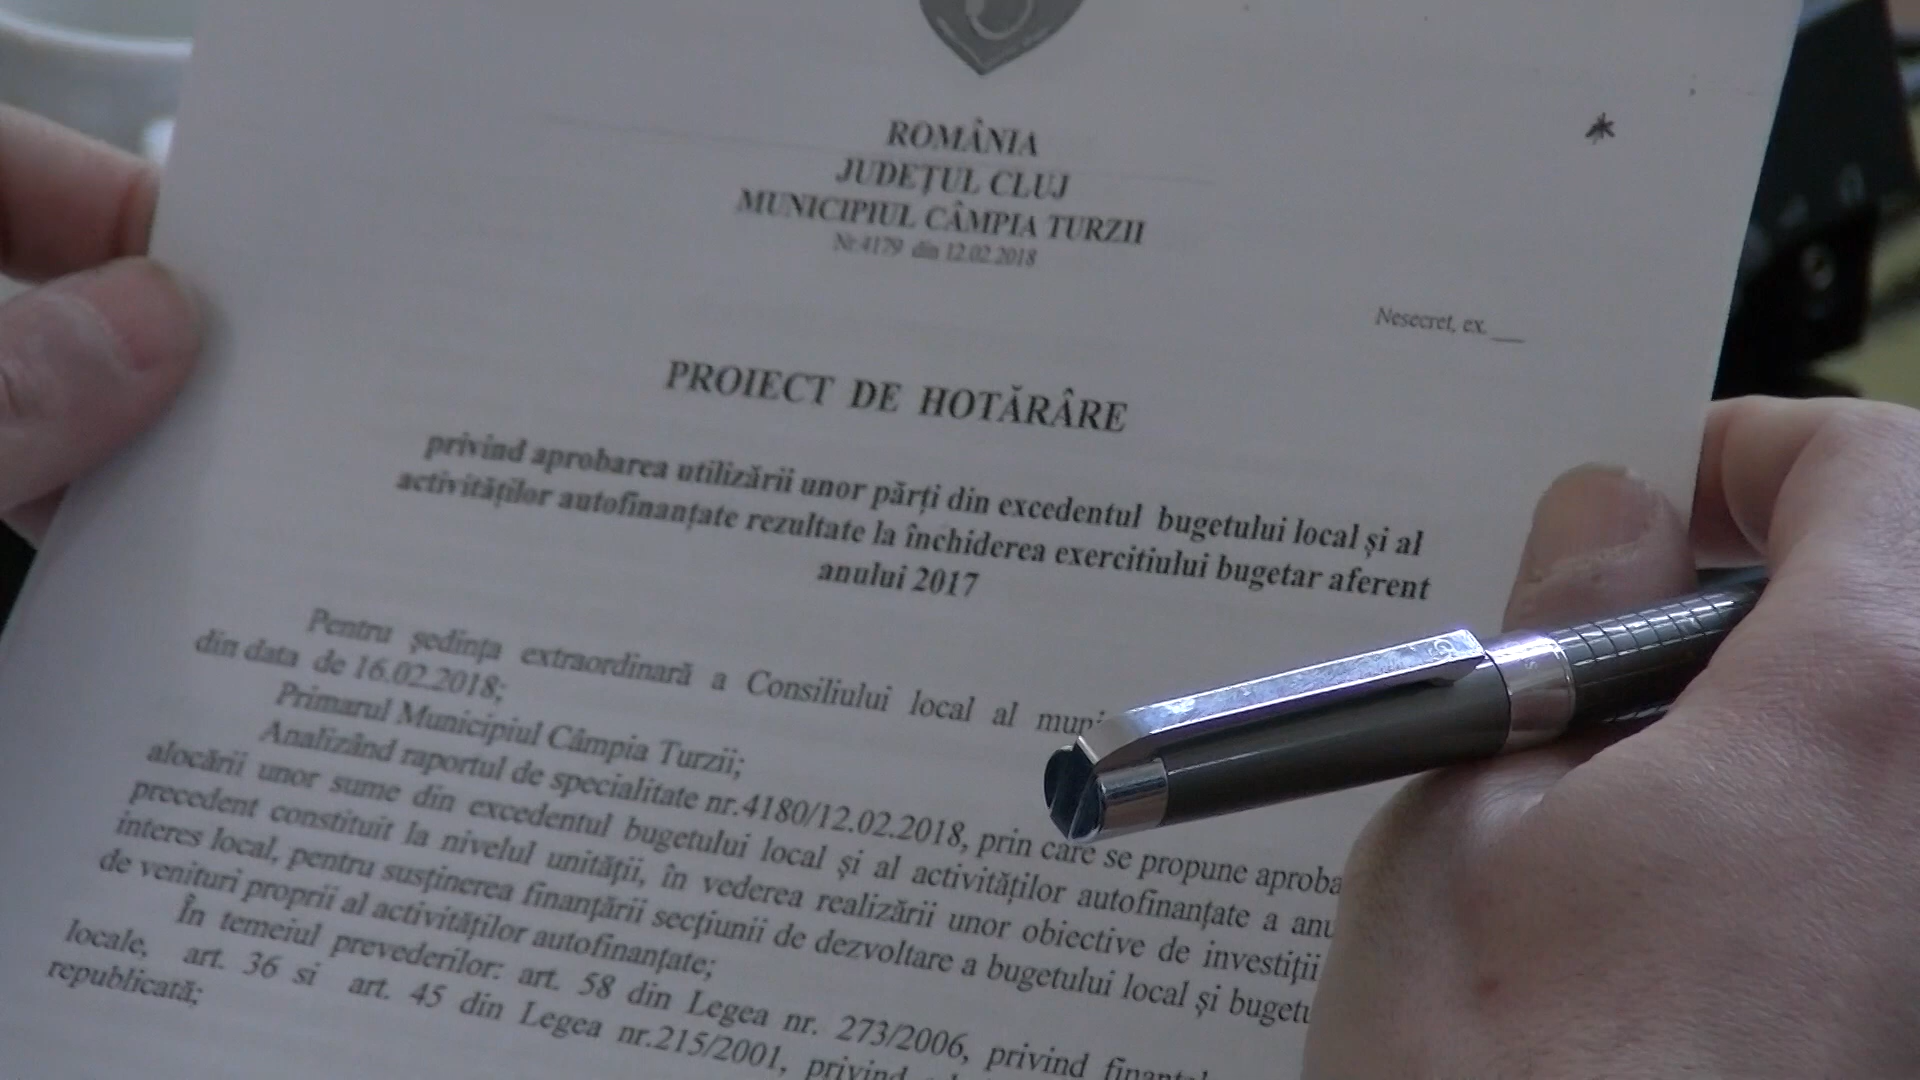 ROMÂNIA
JUDEȚUL CLUJ
MUNICIPIUL CÂMPIA TURZII
Nr.4179 din 12.02.2018
Nesecret, ex. ___
PROIECT DE HOTĂRÂRE
privind aprobarea utilizării unor părți din excedentul bugetului local și al
activităților autofinanțate rezultate la închiderea exercitiului bugetar aferent
anului 2017
Pentru ședința extraordinară a Consiliului local al
din data de 16.02.2018;
Primarul Municipiul Câmpia Turzii;
Analizând raportul de specialitate nr.4180/12.02.2018, prin care se propune
alocării unor sume din excedentul bugetului local și al activităților autofinanțate a
precedent constituit la nivelul unității, în vederea realizării unor obiective de investiții
interes local, pentru susținerea finanțării secțiunii de dezvoltare a bugetului local și
de venituri proprii al activităților autofinanțate;
În temeiul prevederilor: art. 58 din Legea nr. 273/2006, privind
locale, art. 36 si art. 45 din Legea nr.215/2001, privind
republicată;